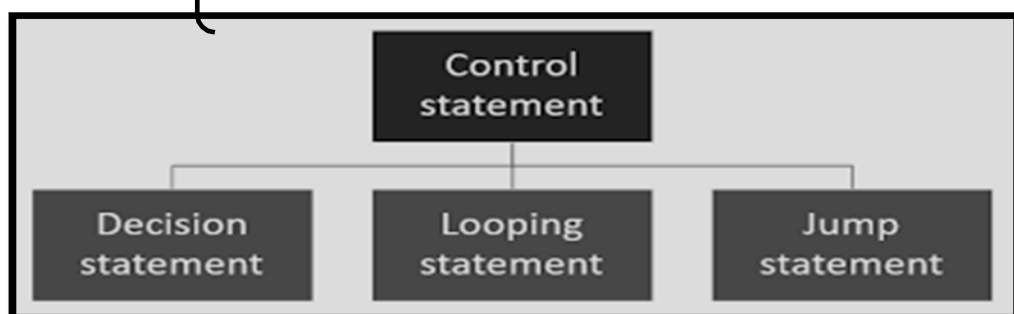 Control
statement
Decision
statement
Looping
statement
Jump
statement